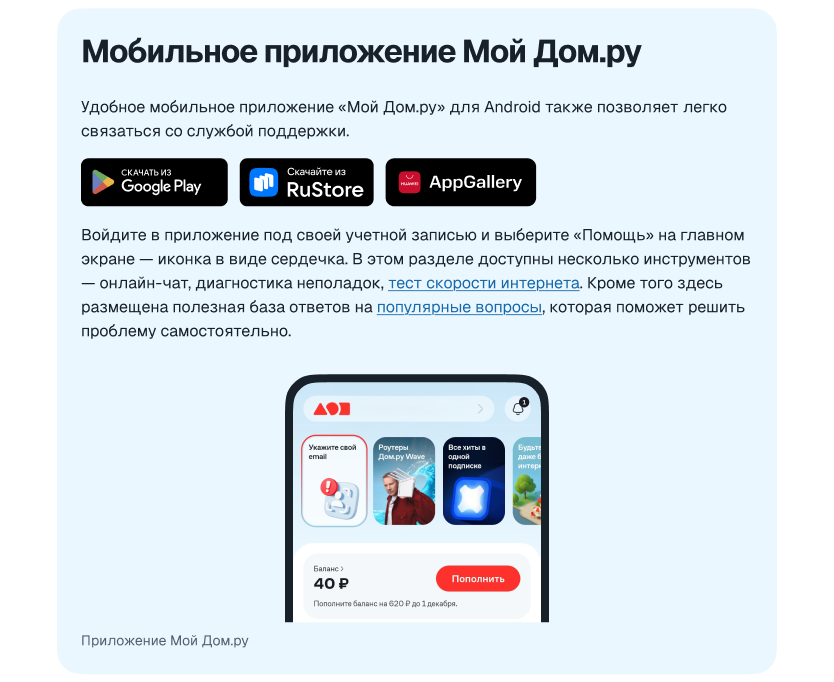 Мобильное приложение Мой Дом.ру
Удобное мобильное приложение «Мой Дом.ру» для Android также позволяет легко
связаться со службой поддержки.
СКАЧАТЬ ИЗ
Google Play
Скачайте из
RuStore
HUAWEI
AppGallery
Войдите в приложение под своей учетной записью и выберите «Помощь» на главном
экране — иконка в виде сердечка. В этом разделе доступны несколько инструментов
— онлайн-чат, диагностика неполадок, тест скорости интернета. Кроме того здесь
размещена полезная база ответов на популярные вопросы, которая поможет решить
проблему самостоятельно.
1
Укажите свой
email
Роутеры
Дом.ру Wave
Все хиты в
одной
подписке
Будьте
даже б
интерн
Баланс ›
40 ₽
Пополнить
Пополните баланс на 620 ₽ до 1 декабря.
Приложение Мой Дом.ру